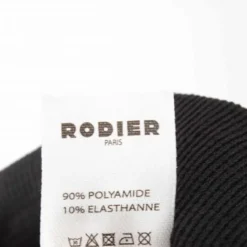 RODIER
PARIS
90% POLYAMIDE
10% ELASTHANNE